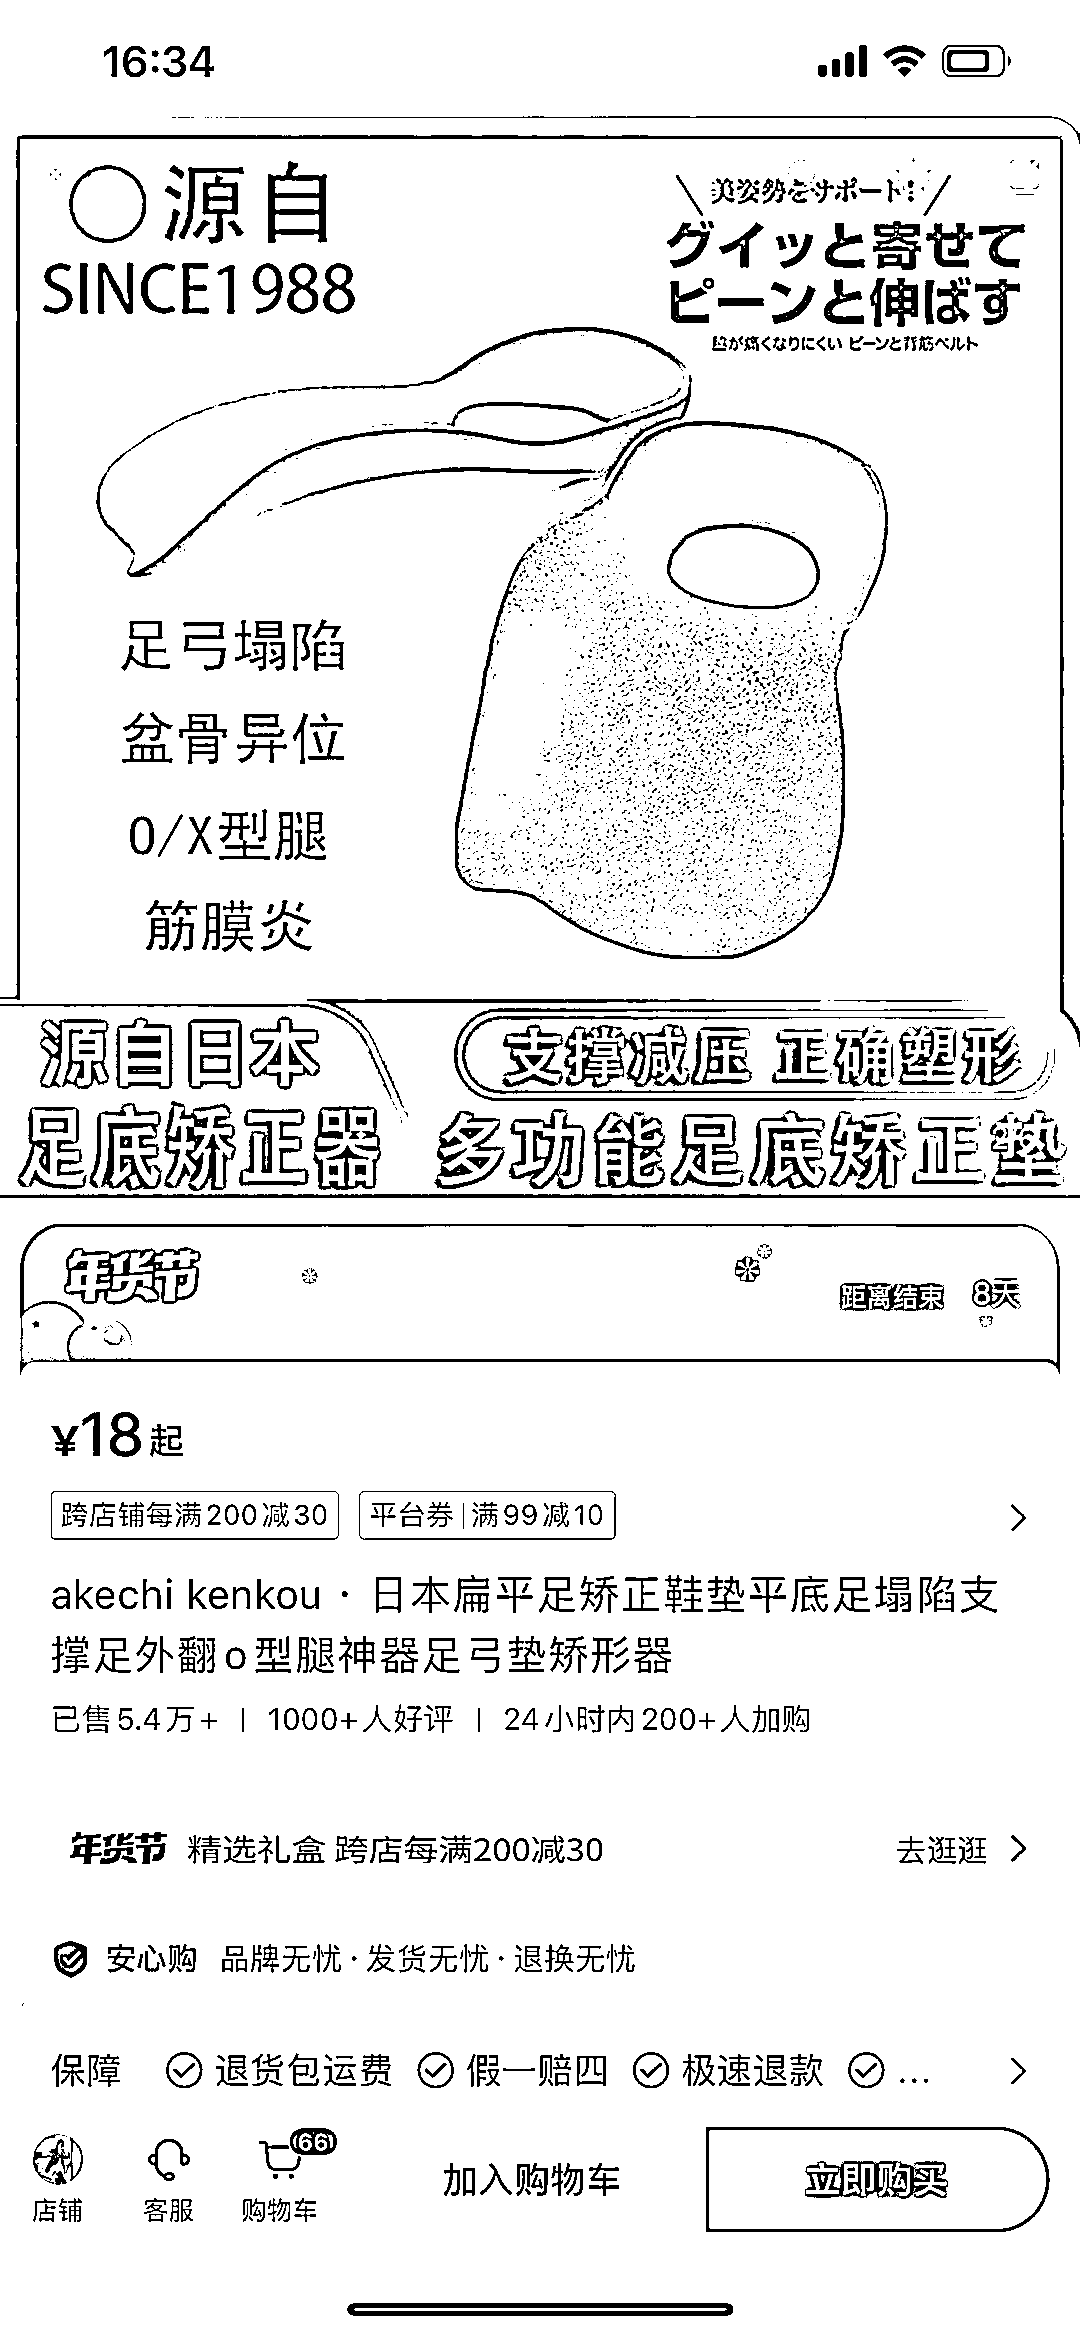 16:34
源自
SINCE1988
美姿勢をサポート!
グイッと寄せて
ピーンと伸ばす
脇が痛くなりにくい ピーンと背筋ベルト
足弓塌陷
盆骨异位
O/X型腿
筋膜炎
源自日本
足底矫正器
支撑减压 正确塑形
多功能足底矫正垫
年货节
距离结束 8天
¥18起
跨店铺每满200减30
平台券|满99减10
akechi kenkou · 日本扁平足矫正鞋垫平底足塌陷支
撑足外翻o型腿神器足弓垫矫形器
已售5.4万+ | 1000+人好评 | 24小时内200+人加购
年货节 精选礼盒 跨店每满200减30 去逛逛
安心购 品牌无忧·发货无忧·退换无忧
保障 退货包运费 假一赔四 极速退款 ...
66
店铺 客服 购物车 加入购物车 立即购买